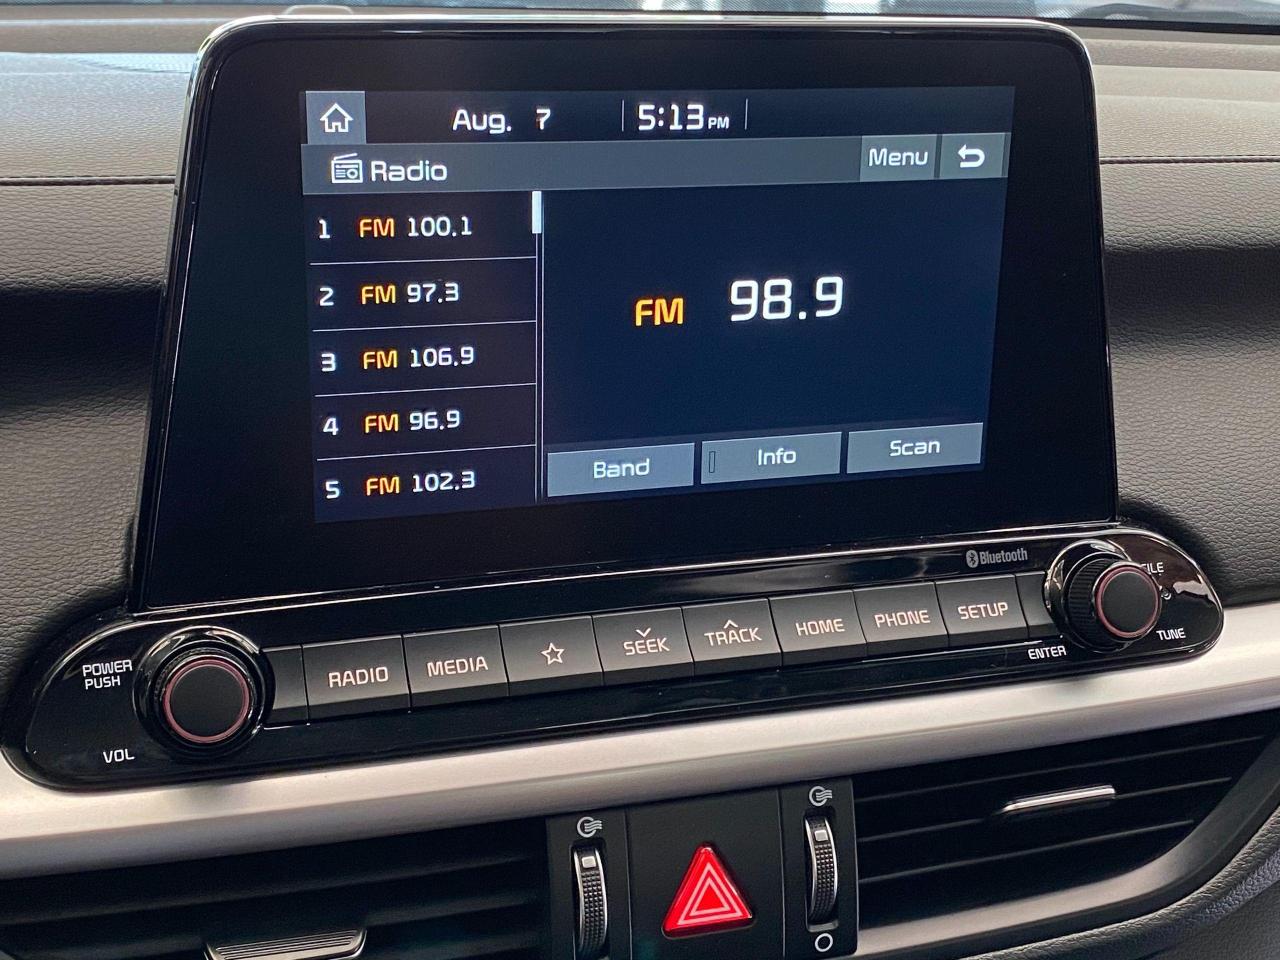 Aug. 7 5:13 PM
Radio Menu
1 FM 100.1
2 FM 97.3
3 FM 106.9
4 FM 96.9
5 FM 102.3
FM 98.9
Band Info Scan
Bluetooth
POWER
PUSH
VOL
RADIO MEDIA SEEK TRACK HOME PHONE SETUP
ENTER
TUNE